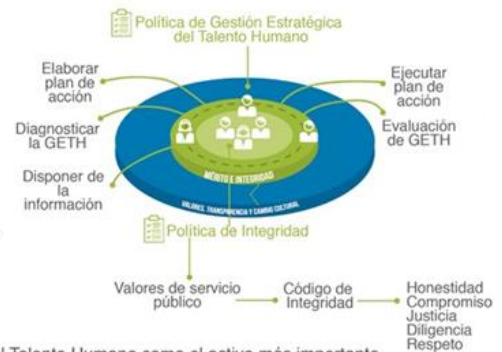 Política de Gestión Estratégica
del Talento Humano
Elaborar
plan de
acción
Ejecutar
plan de
acción
Diagnosticar
la GETH
Evaluación
de GETH
Disponer de
la
información
MÉRITO E INTEGRIDAD
VALORES, TRANSPARENCIA Y CAMBIO CULTURAL
Política de Integridad
Valores de servicio
público
Código de
Integridad
Honestidad
Compromiso
Justicia
Diligencia
Respeto
Talento Humano como el activo más importante